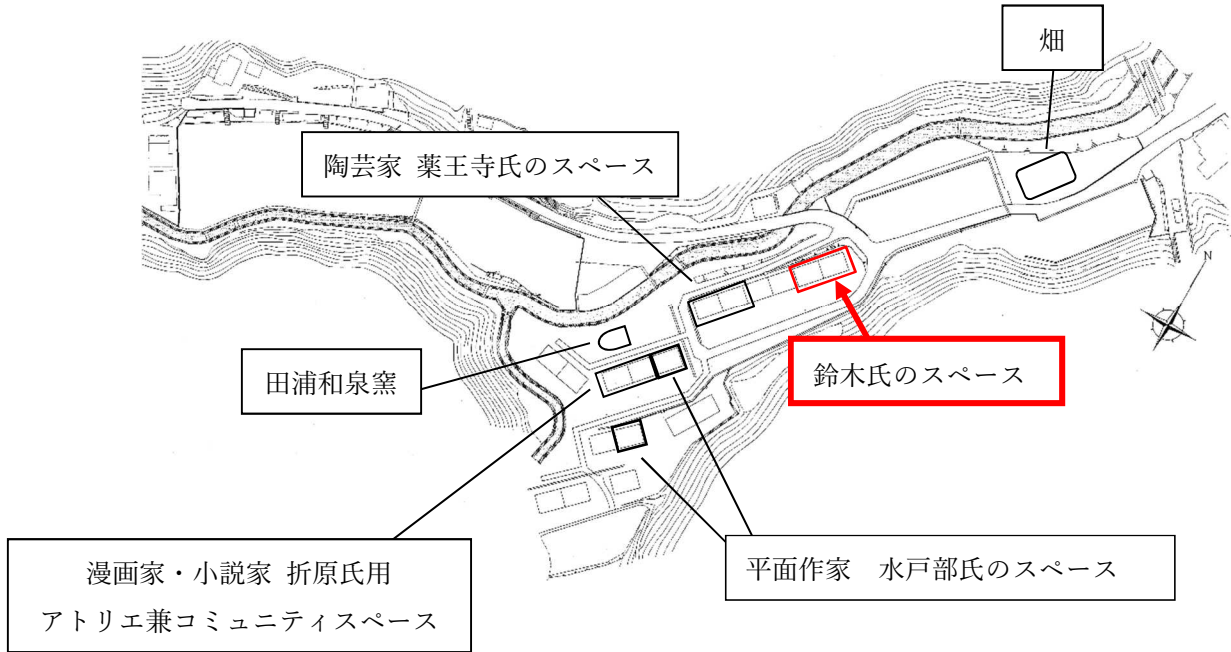 畑
陶芸家 薬王寺氏のスペース
N
鈴木氏のスペース
田浦和泉窯
平面作家　水戸部氏のスペース
漫画家・小説家 折原氏用
アトリエ兼コミュニティスペース